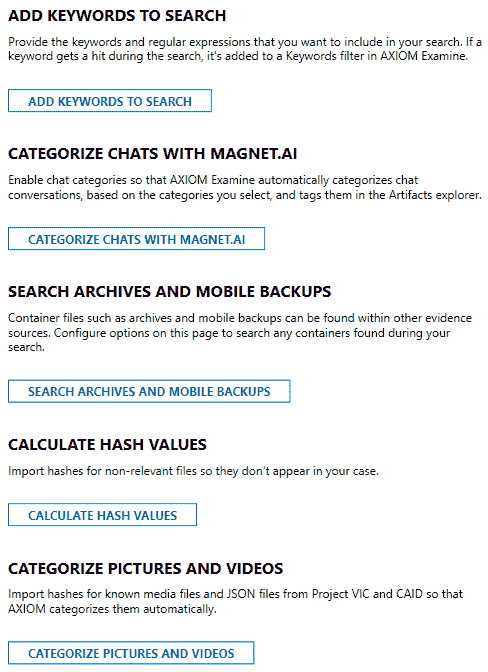 ADD KEYWORDS TO SEARCH
Provide the keywords and regular expressions that you want to include in your search. If a
keyword gets a hit during the search, it's added to a Keywords filter in AXIOM Examine.
ADD KEYWORDS TO SEARCH
CATEGORIZE CHATS WITH MAGNET.AI
Enable chat categories so that AXIOM Examine automatically categorizes chat
conversations, based on the categories you select, and tags them in the Artifacts explorer.
CATEGORIZE CHATS WITH MAGNET.AI
SEARCH ARCHIVES AND MOBILE BACKUPS
Container files such as archives and mobile backups can be found within other evidence
sources. Configure options on this page to search any containers found during your
search.
SEARCH ARCHIVES AND MOBILE BACKUPS
CALCULATE HASH VALUES
Import hashes for non-relevant files so they don't appear in your case.
CALCULATE HASH VALUES
CATEGORIZE PICTURES AND VIDEOS
Import hashes for known media files and JSON files from Project VIC and CAID so that
AXIOM categorizes them automatically.
CATEGORIZE PICTURES AND VIDEOS